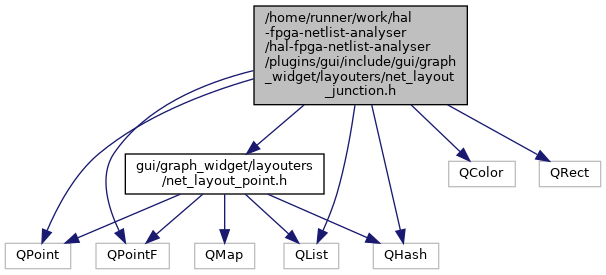 /home/runner/work/hal
-fpga-netlist-analyser
/hal-fpga-netlist-analyser
/plugins/gui/include/gui/graph
_widget/layouters/net_layout
_junction.h
gui/graph_widget/layouters
/net_layout_point.h
QColor
QRect
QPoint
QPointF
QMap
QList
QHash